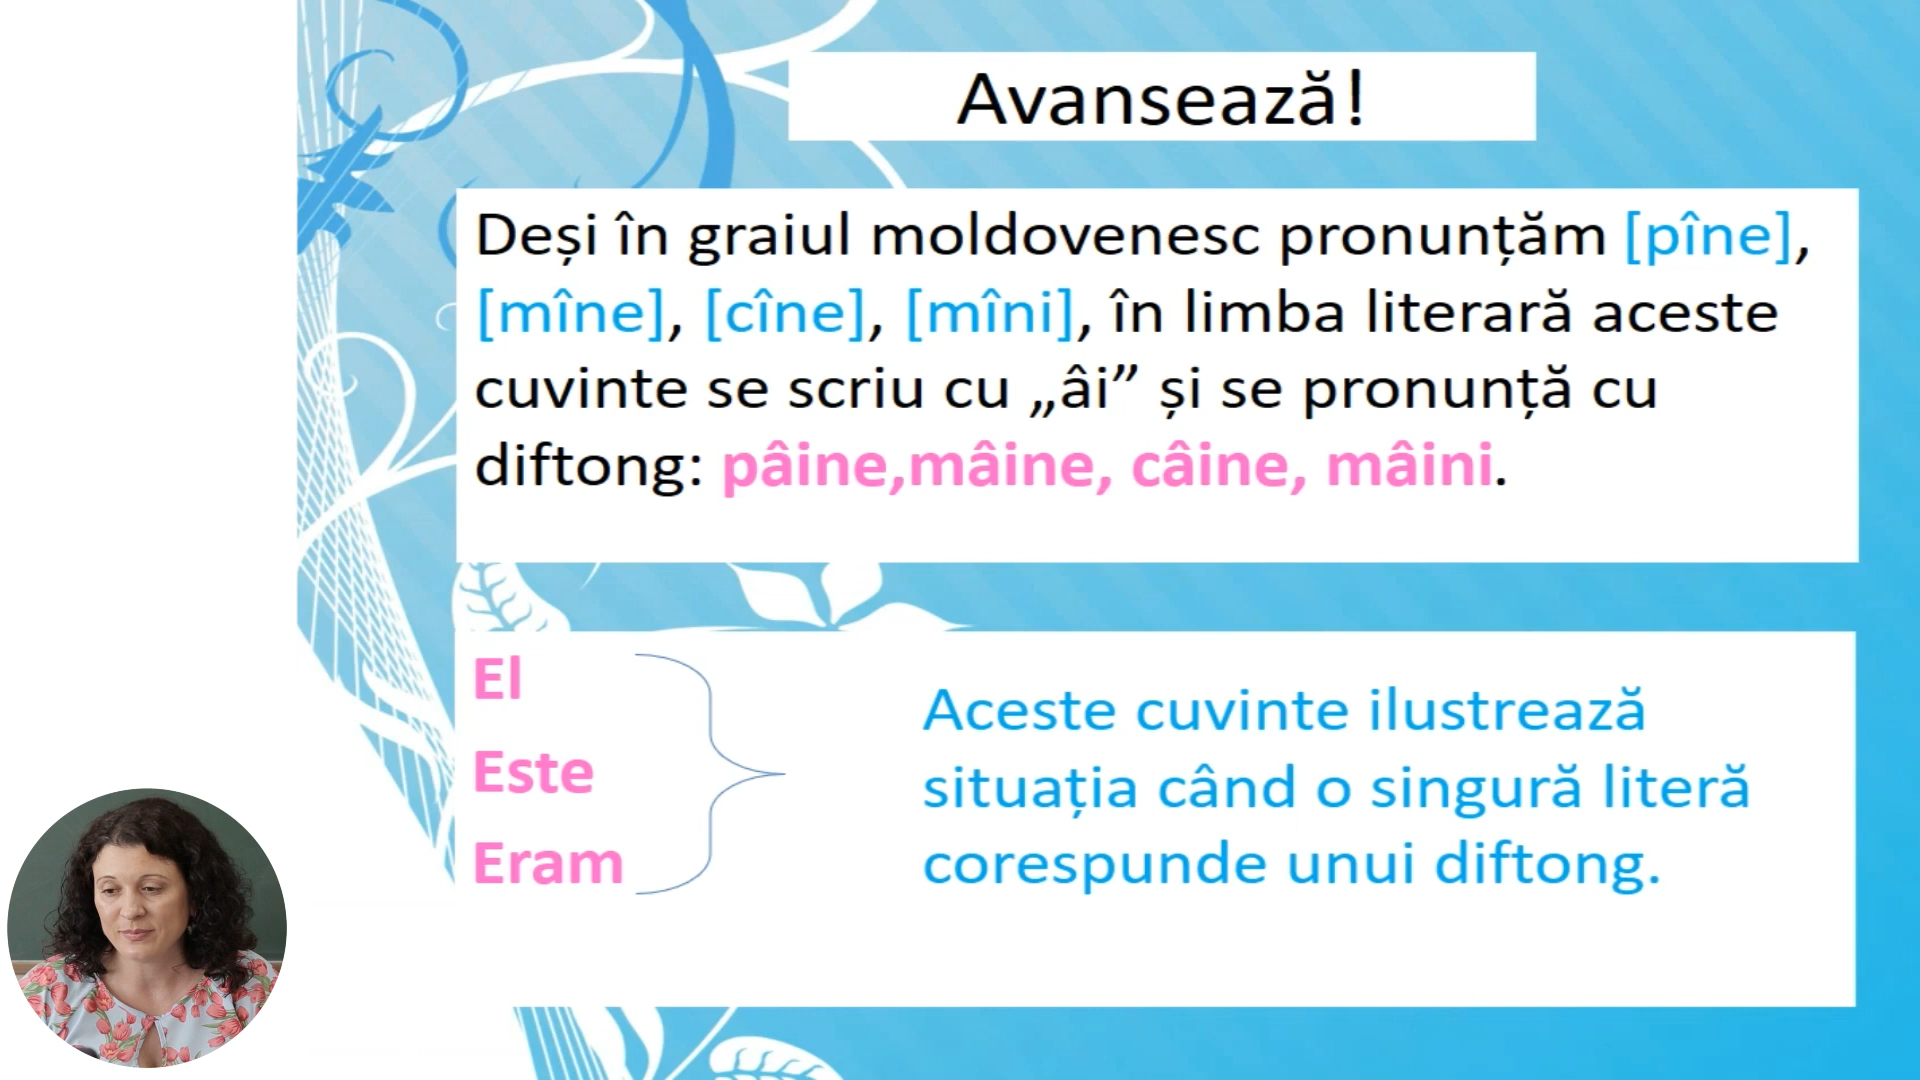 Avansează!
Deși în graiul moldovenesc pronunțăm [pîne],
[mîne], [cîne], [mîni], în limba literară aceste
cuvinte se scriu cu „âi” și se pronunță cu
diftong: pâine,mâine, câine, mâini.
El
Este
Eram
Aceste cuvinte ilustrează
situația când o singură literă
corespunde unui diftong.